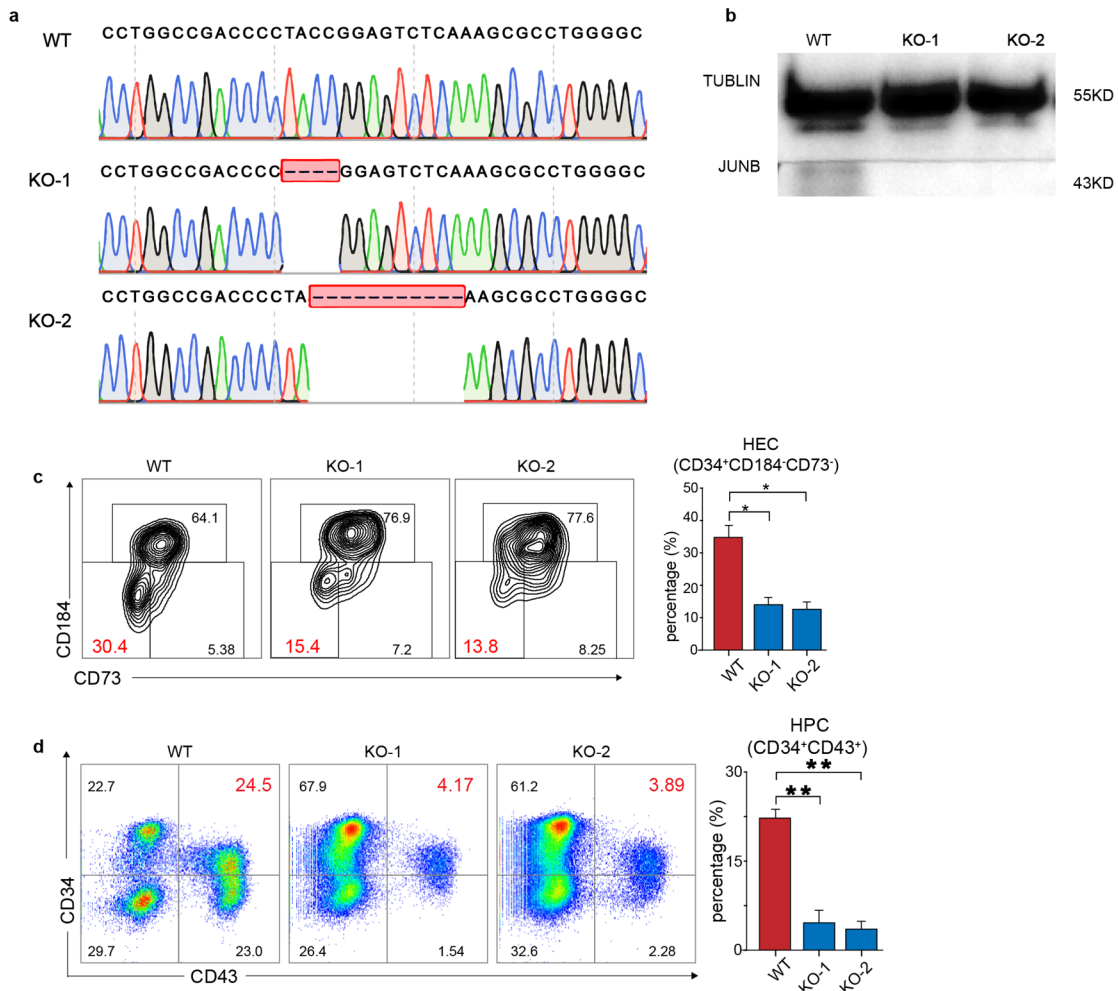 a
WT
CCTGGCCGACCCCTACCGGAGTCTCAAAGCGCCTGGGGC
KO-1
CCTGGCCGACCCC-----GGAGTCTCAAAGCGCCTGGGGC
KO-2
CCTGGCCGACCCCTA-------------AAGCGCCTGGGGC
b
WT KO-1 KO-2
TUBLIN 55KD
JUNB 43KD
c
WT KO-1 KO-2
64.1 76.9 77.6
30.4 5.38 15.4 7.2 13.8 8.25
CD184
CD73
HEC
(CD34+CD184-CD73-)
* *
percentage (%)
50
40
30
20
10
0
WT KO-1 KO-2
d
WT KO-1 KO-2
22.7 24.5 67.9 4.17 61.2 3.89
29.7 23.0 26.4 1.54 32.6 2.28
CD34
CD43
HPC
(CD34+CD43+)
** **
percentage (%)
30
15
0
WT KO-1 KO-2